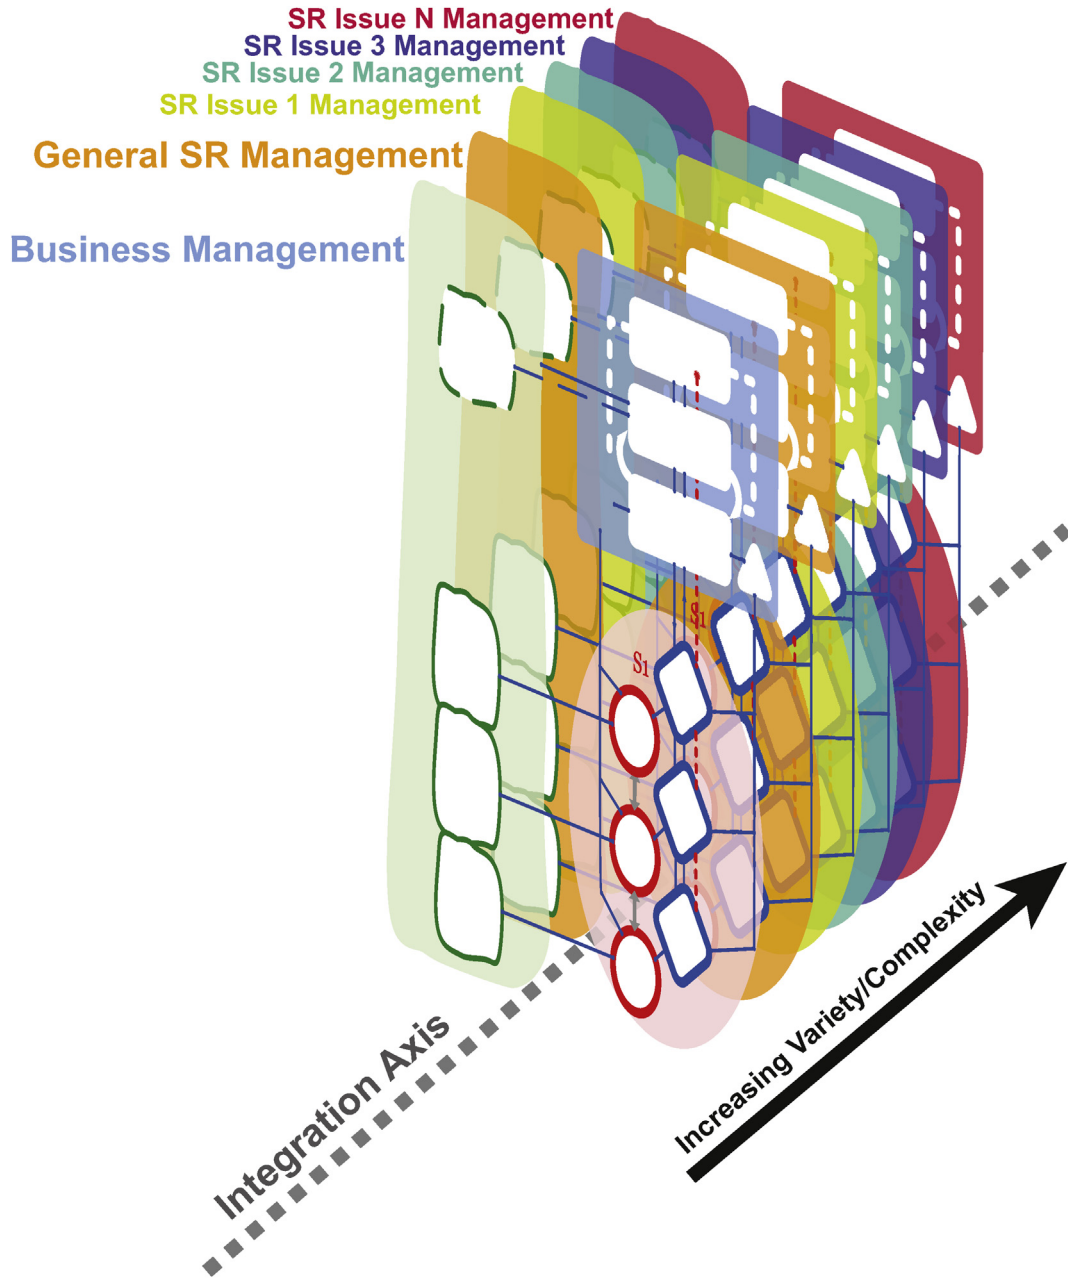 SR Issue N Management
SR Issue 3 Management
SR Issue 2 Management
SR Issue 1 Management
General SR Management
Business Management
S1
S1
Integration Axis
Increasing Variety/Complexity